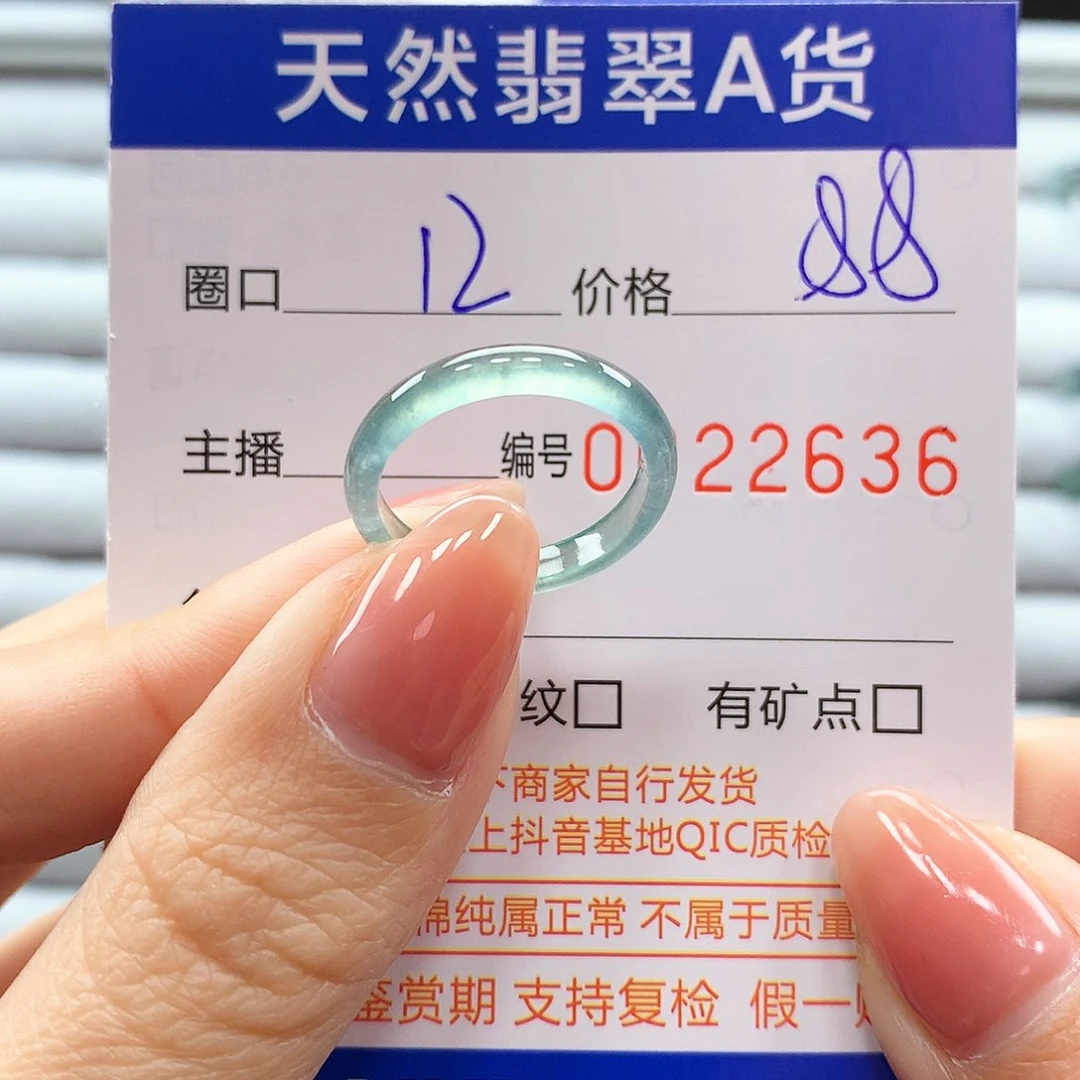 天然翡翠A货
圈口 12 价格 88
主播 编号 0 22636
纹□ 有矿点□
商家自行发货
上抖音基地QIC质检
棉纯属正常 不属于质量
鉴赏期 支持复检 假一